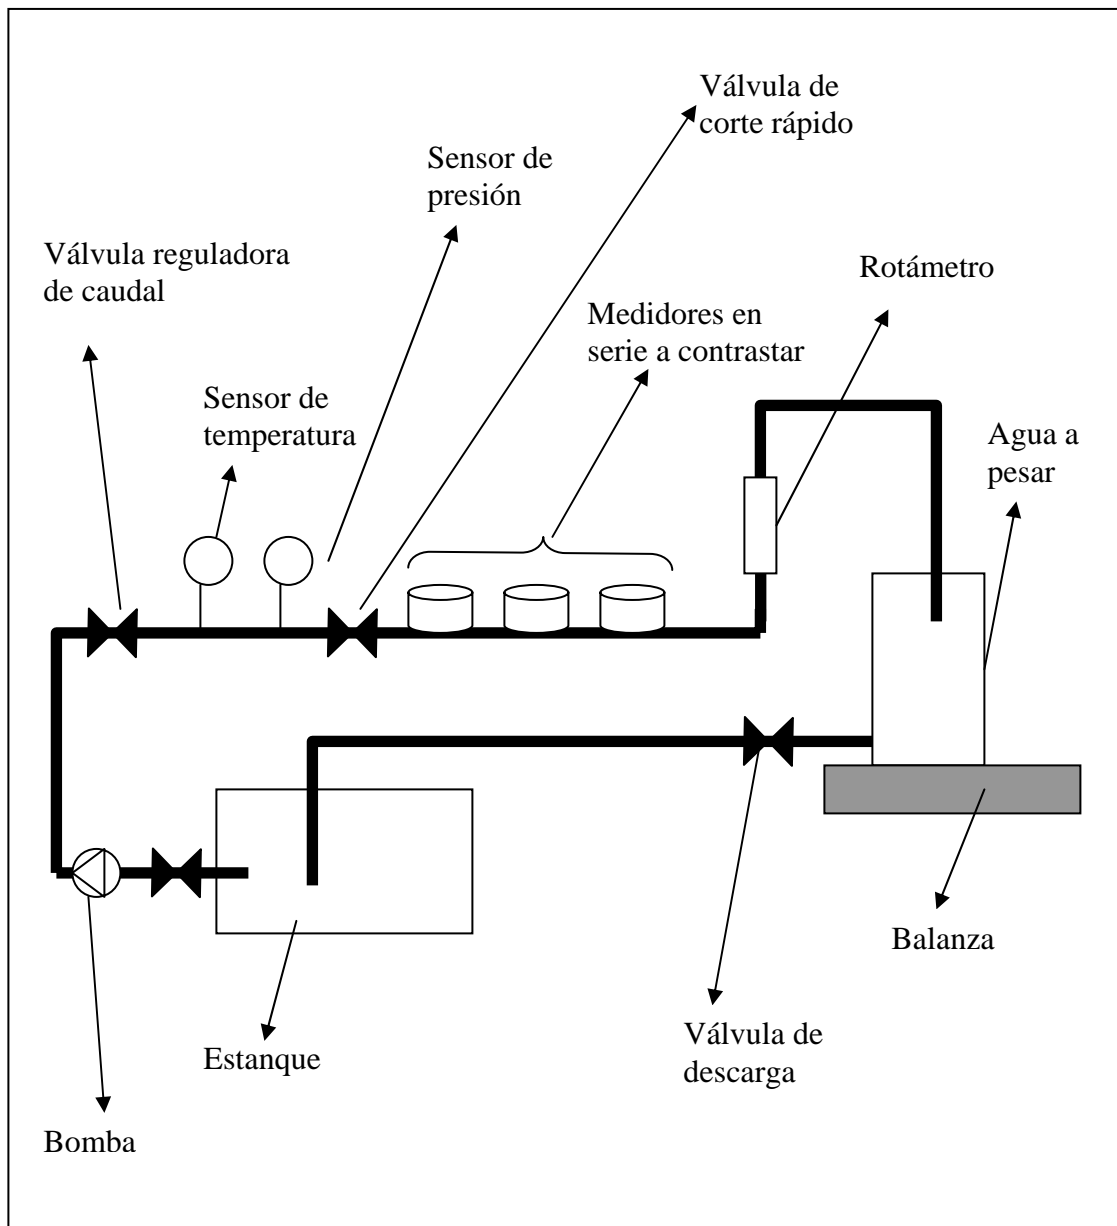 Válvula de
corte rápido
Sensor de
presión
Válvula reguladora
de caudal
Rotámetro
Medidores en
serie a contrastar
Sensor de
temperatura
Agua a
pesar
Balanza
Válvula de
descarga
Estanque
Bomba